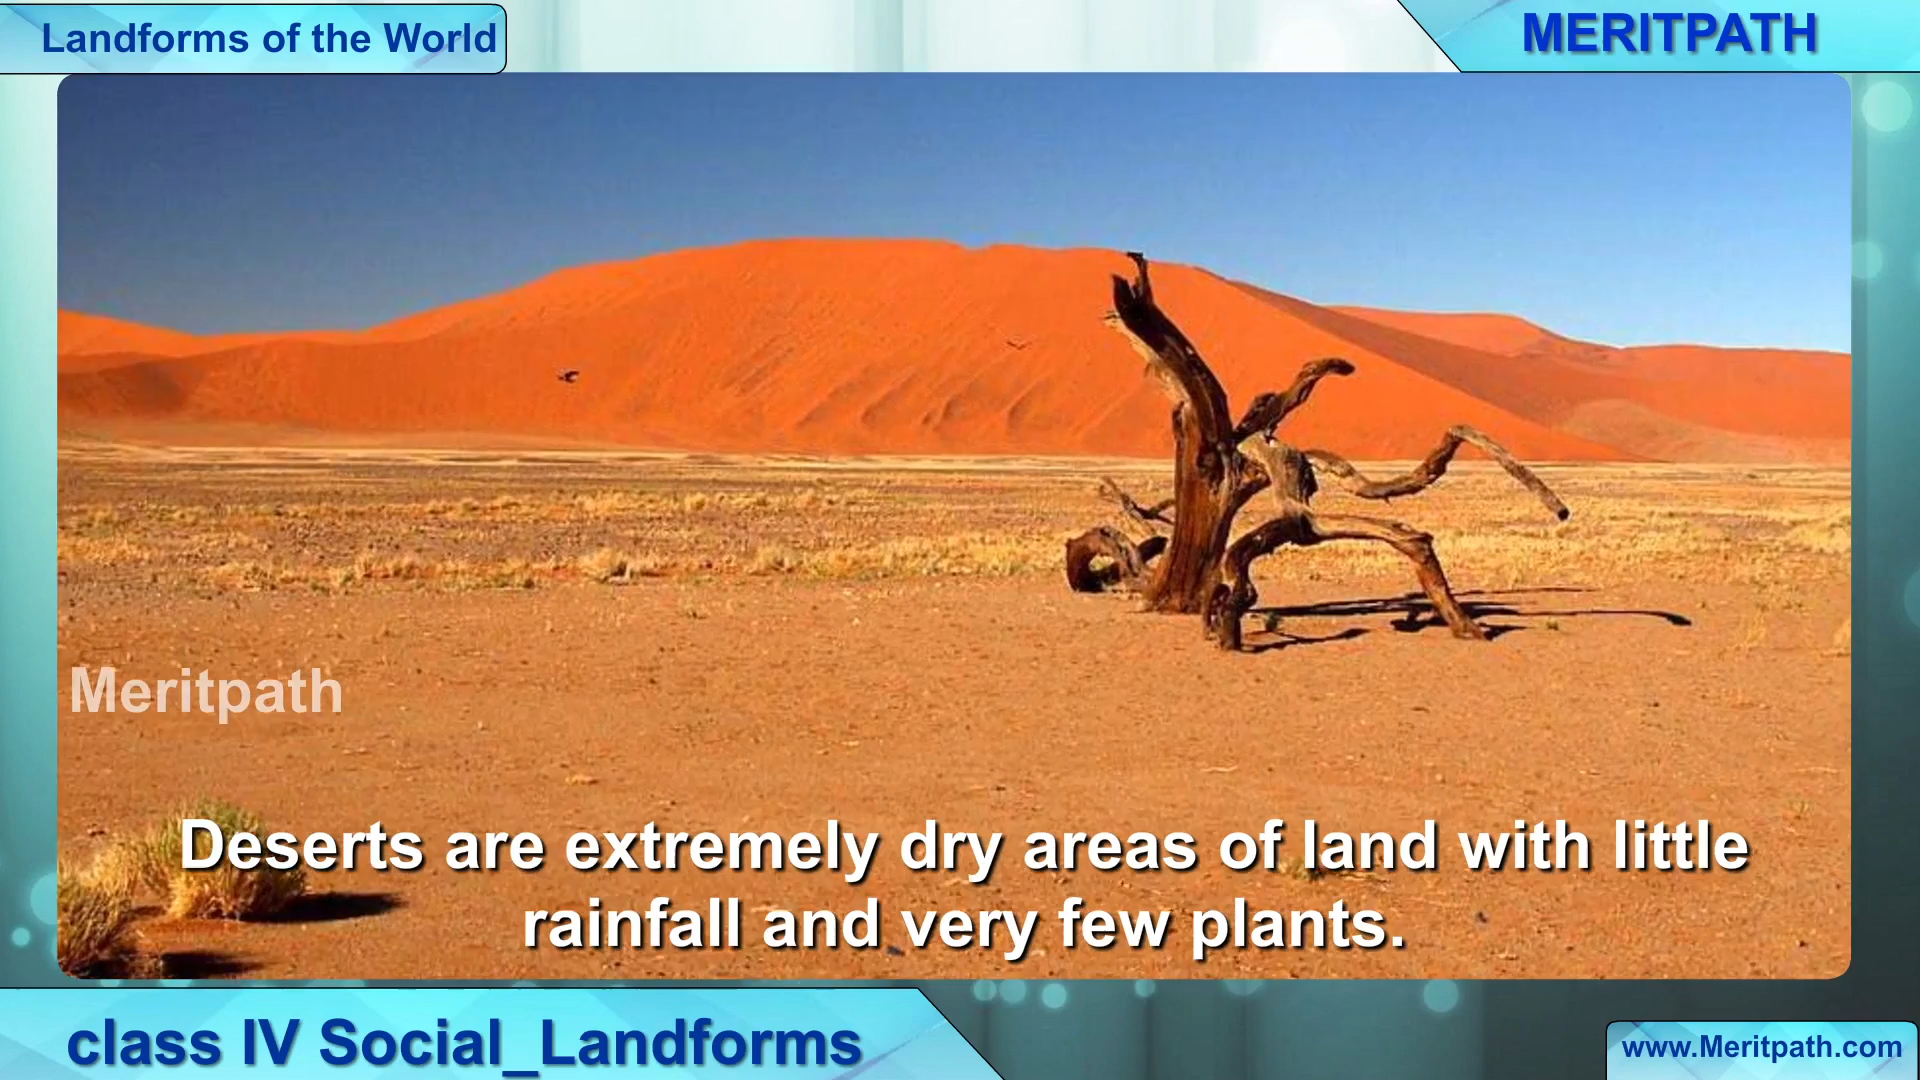 Landforms of the World
MERITPATH
Meritpath
Deserts are extremely dry areas of land with little
rainfall and very few plants.
class IV Social_Landforms
www.Meritpath.com